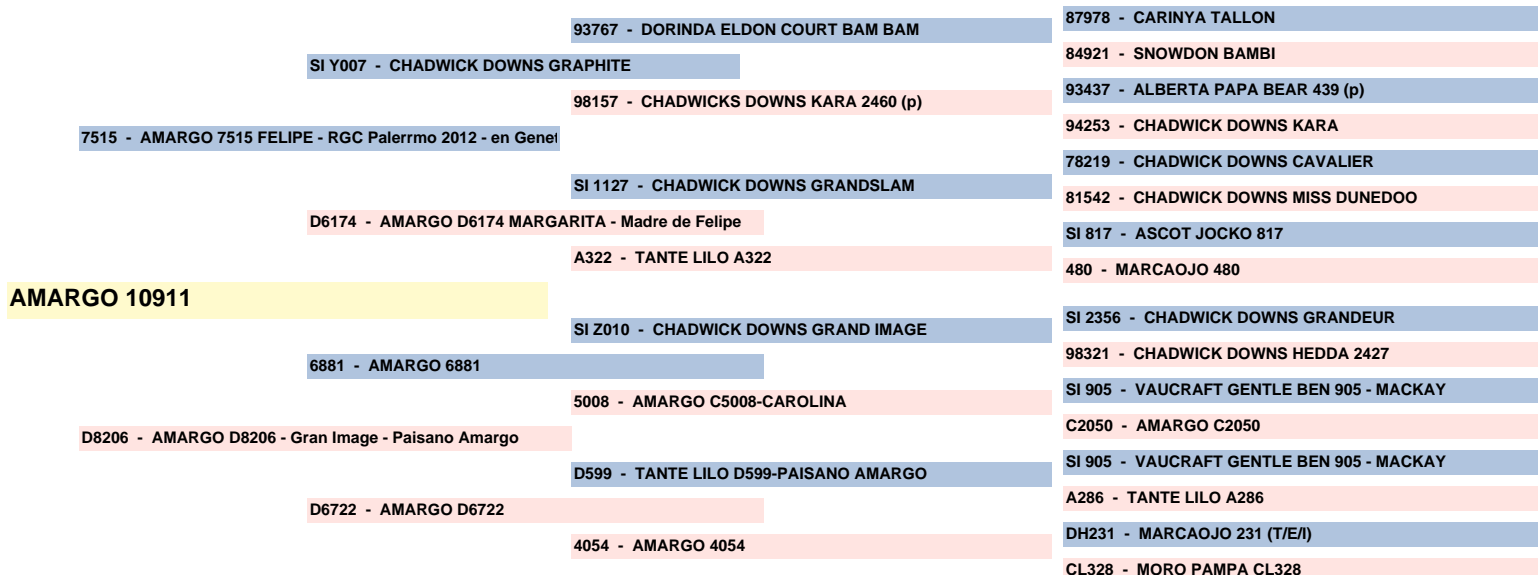 93767 - DORINDA ELDON COURT BAM BAM
87978 - CARINYA TALLON
84921 - SNOWDON BAMBI
SI Y007 - CHADWICK DOWNS GRAPHITE
98157 - CHADWICKS DOWNS KARA 2460 (p)
93437 - ALBERTA PAPA BEAR 439 (p)
94253 - CHADWICK DOWNS KARA
7515 - AMARGO 7515 FELIPE - RGC Palerrmo 2012 - en Genet
SI 1127 - CHADWICK DOWNS GRANDSLAM
78219 - CHADWICK DOWNS CAVALIER
81542 - CHADWICK DOWNS MISS DUNEDOO
D6174 - AMARGO D6174 MARGARITA - Madre de Felipe
A322 - TANTE LILO A322
SI 817 - ASCOT JOCKO 817
480 - MARCAOJO 480
AMARGO 10911
SI Z010 - CHADWICK DOWNS GRAND IMAGE
SI 2356 - CHADWICK DOWNS GRANDEUR
98321 - CHADWICK DOWNS HEDDA 2427
6881 - AMARGO 6881
5008 - AMARGO C5008-CAROLINA
SI 905 - VAUCRAFT GENTLE BEN 905 - MACKAY
C2050 - AMARGO C2050
D8206 - AMARGO D8206 - Gran Image - Paisano Amargo
D599 - TANTE LILO D599-PAISANO AMARGO
SI 905 - VAUCRAFT GENTLE BEN 905 - MACKAY
A286 - TANTE LILO A286
D6722 - AMARGO D6722
4054 - AMARGO 4054
DH231 - MARCAOJO 231 (T/E/I)
CL328 - MORO PAMPA CL328